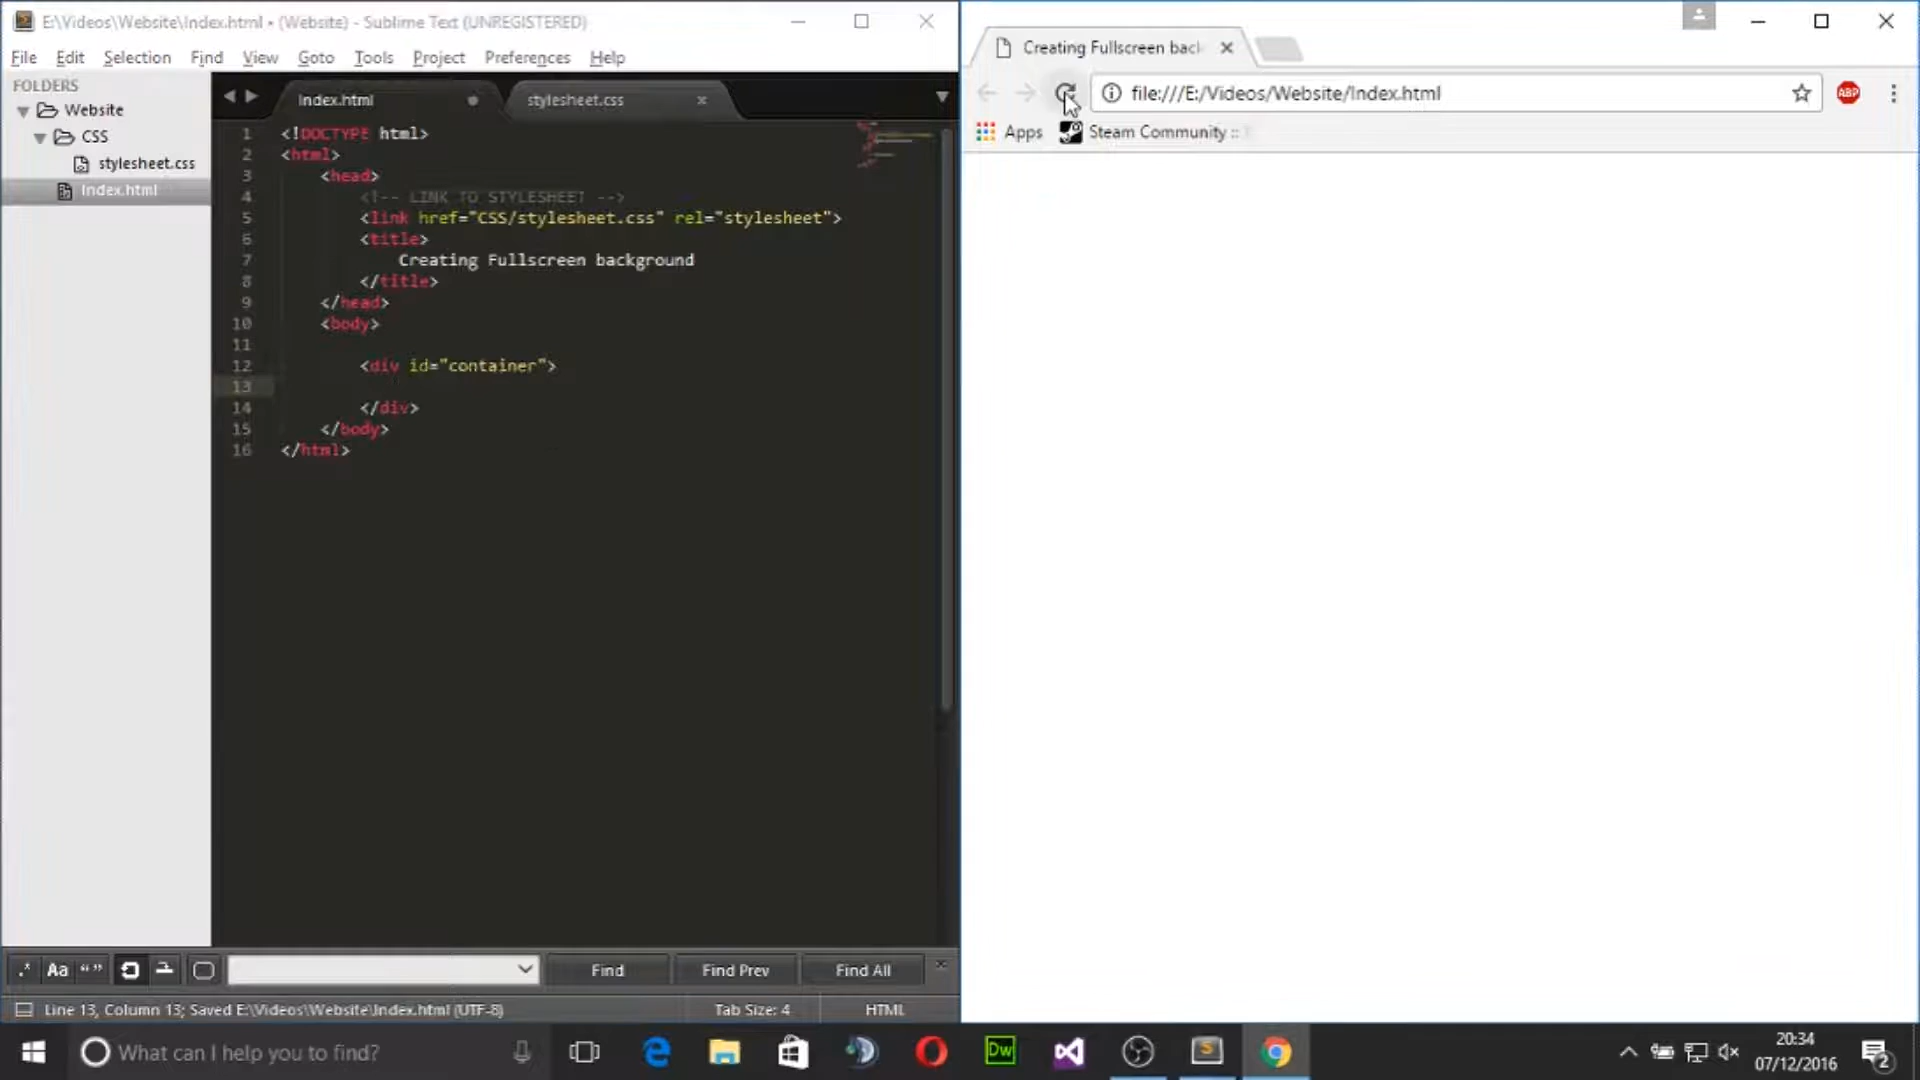 E:\Videos\Website\Index.html • (Website) - Sublime Text (UNREGISTERED)
File Edit Selection Find View Goto Tools Project Preferences Help
FOLDERS
Website
CSS
stylesheet.css
Index.html
Index.html
stylesheet.css
1 <!DOCTYPE html>
2 <html>
3 <head>
4 <!-- LINK TO STYLESHEET -->
5 <link href="CSS/stylesheet.css" rel="stylesheet">
6 <title>
7 Creating Fullscreen background
8 </title>
9 </head>
10 <body>
11
12 <div id="container">
13
14 </div>
15 </body>
16 </html>
.* Aa “ ” Find Find Prev Find All
Line 13, Column 13; Saved E:\Videos\Website\Index.html (UTF-8) Tab Size: 4 HTML
Creating Fullscreen bac
file:///E:/Videos/Website/Index.html
ABP
Apps Steam Community ::
What can I help you to find?
Dw
S
20:34
07/12/2016
2